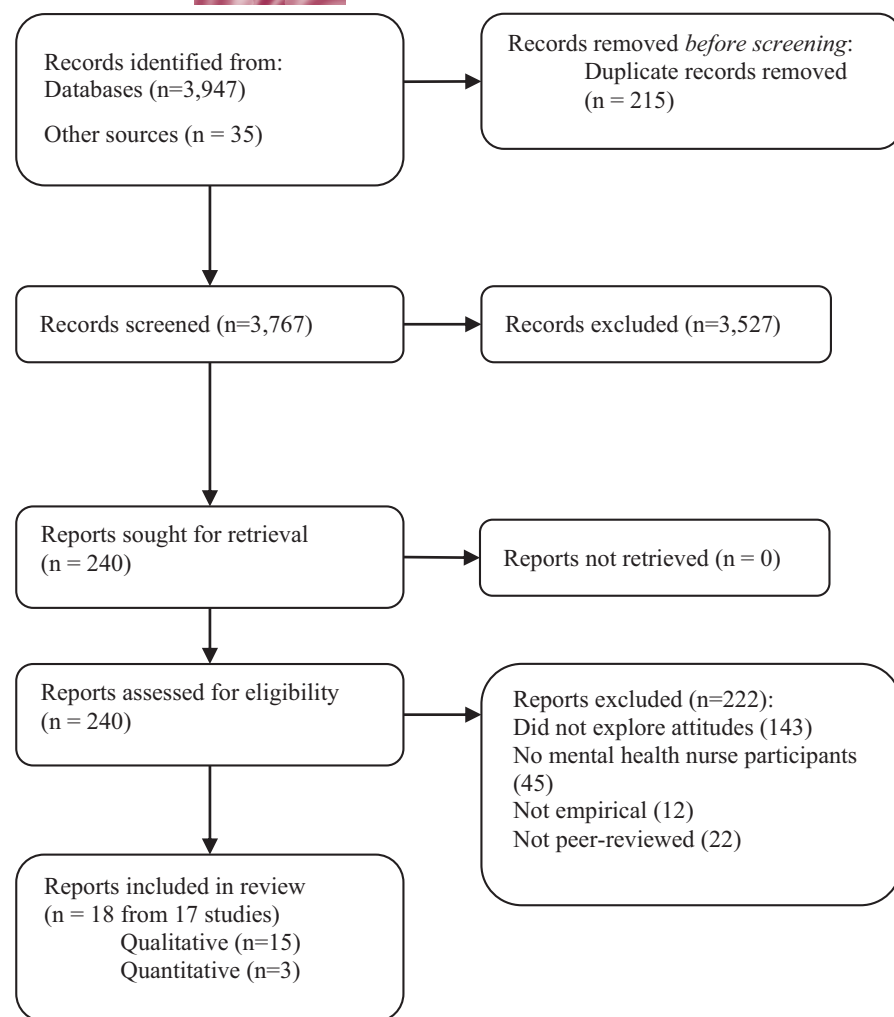 Records identified from:
Databases (n=3,947)
Other sources (n = 35)
Records removed before screening:
Duplicate records removed
(n = 215)
Records screened (n=3,767)
Records excluded (n=3,527)
Reports sought for retrieval
(n = 240)
Reports not retrieved (n = 0)
Reports assessed for eligibility
(n = 240)
Reports excluded (n=222):
Did not explore attitudes (143)
No mental health nurse participants
(45)
Not empirical (12)
Not peer-reviewed (22)
Reports included in review
(n = 18 from 17 studies)
Qualitative (n=15)
Quantitative (n=3)